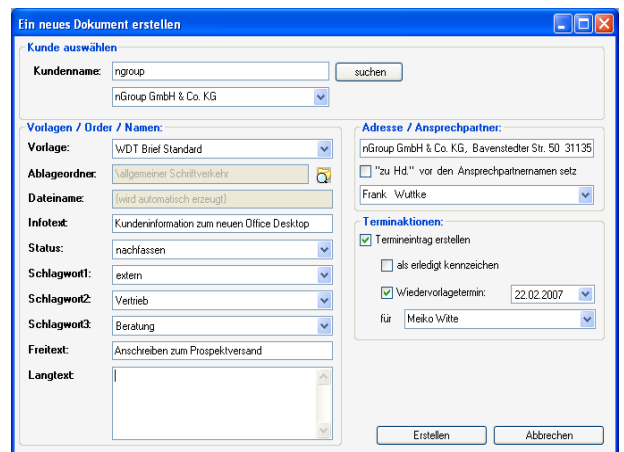 Ein neues Dokument erstellen
Kunde auswählen
Kundenname: ngroup suchen
nGroup GmbH & Co. KG
Vorlagen / Order / Namen:
Vorlage: WDT Brief Standard
Ablageordner: \allgemeiner Schriftverkehr
Dateiname: (wird automatisch erzeugt)
Infotext: Kundeninformation zum neuen Office Desktop
Status: nachfassen
Schlagwort1: extern
Schlagwort2: Vertrieb
Schlagwort3: Beratung
Freitext: Anschreiben zum Prospektversand
Langtext:
Adresse / Ansprechpartner:
nGroup GmbH & Co. KG, Bavenstedter Str. 50 31135
"zu Hd." vor den Ansprechpartnernamen setz
Frank Wuttke
Terminaktionen:
Termineintrag erstellen
als erledigt kennzeichen
Wiedervorlagetermin: 22.02.2007
für Meiko Witte
Erstellen Abbrechen